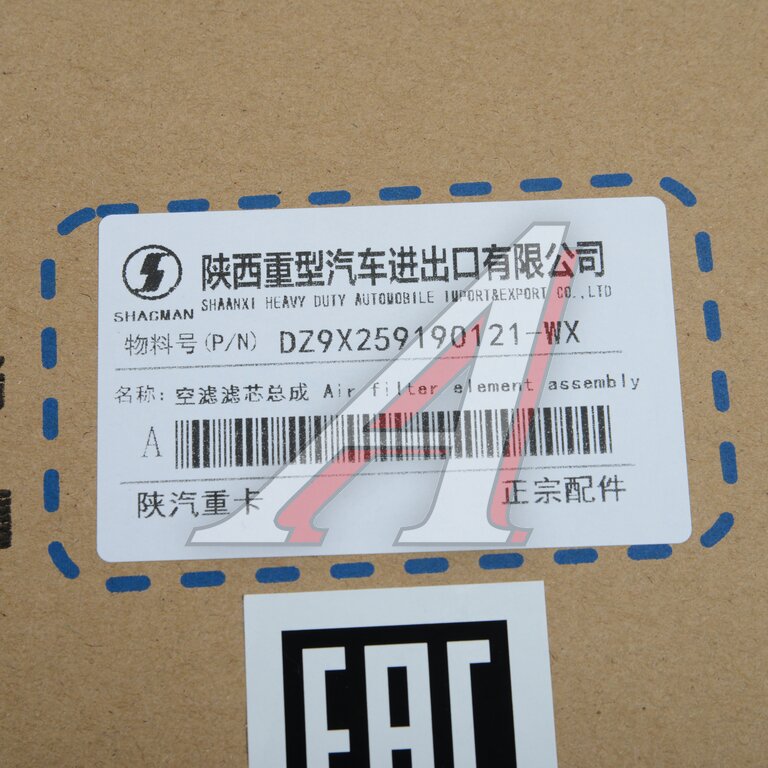 陕西重型汽车进出口有限公司
SHAANXI HEAVY DUTY AUTOMOBILE IMPORT&EXPORT CO.,LTD
SHACMAN
物料号(P/N) DZ9X259190121-WX
名称: 空滤滤芯总成 Air filter element assembly
A
陕汽重卡 正宗配件
EAC